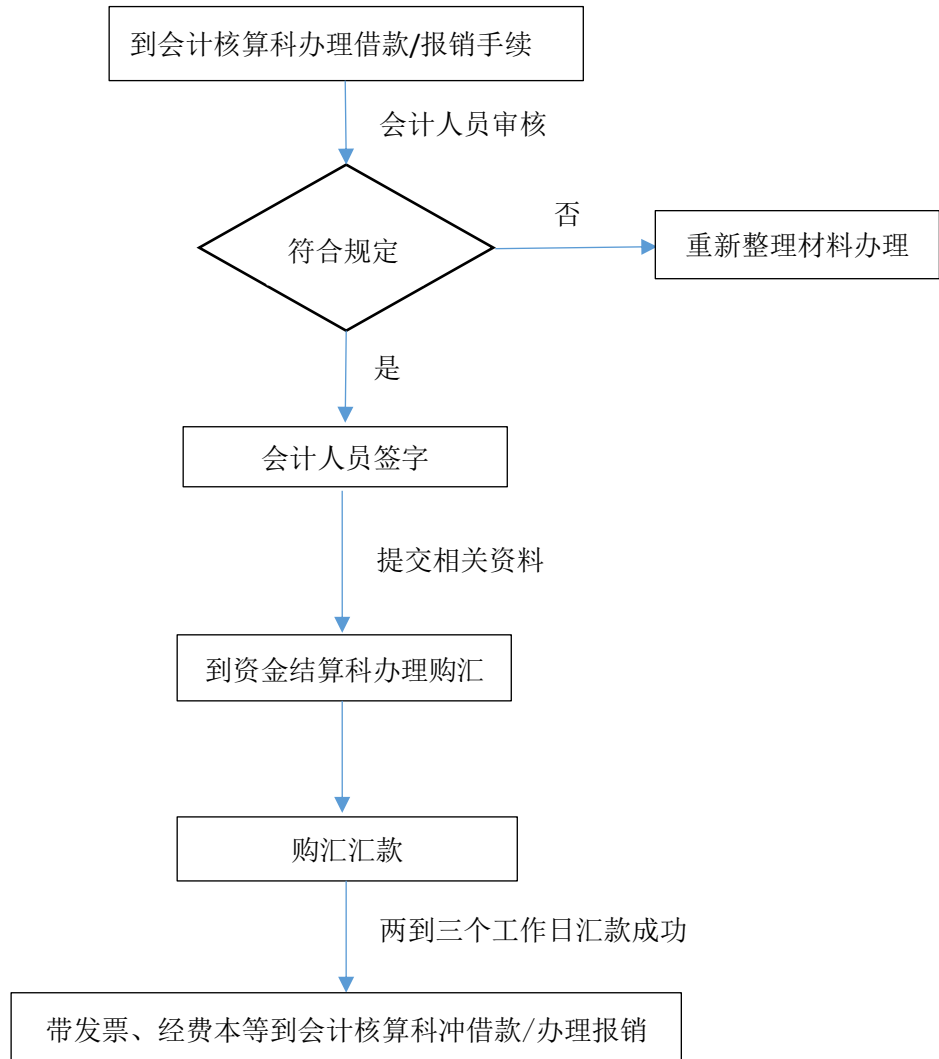 到会计核算科办理借款/报销手续
会计人员审核
符合规定
否
重新整理材料办理
是
会计人员签字
提交相关资料
到资金结算科办理购汇
购汇汇款
两到三个工作日汇款成功
带发票、经费本等到会计核算科冲借款/办理报销